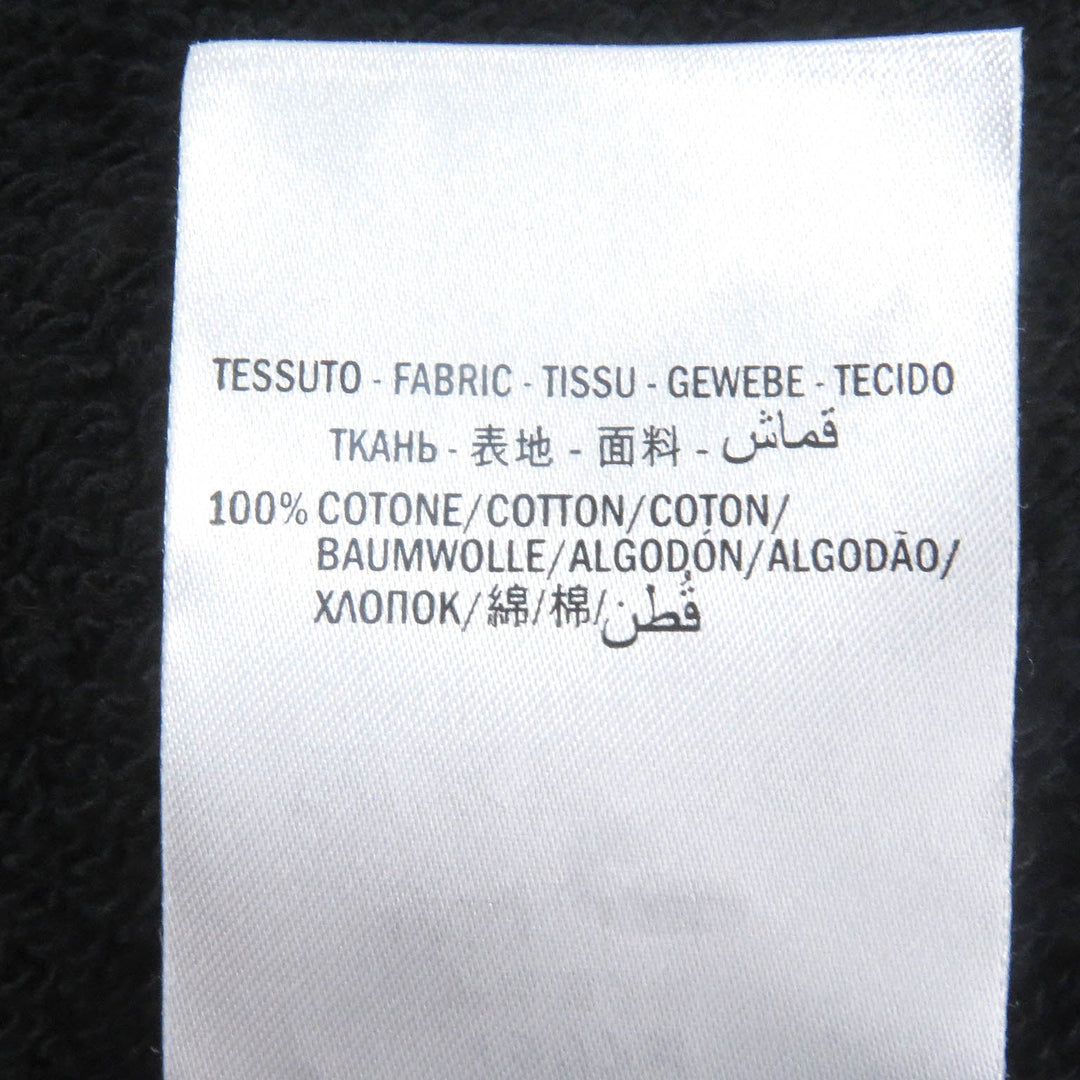 TESSUTO - FABRIC - TISSU - GEWEBE - TECIDO
ТКАНЬ - 表地 - 面料 - قماش
100% COTONE/COTTON/COTON/
BAUMWOLLE/ALGODÓN/ALGODÃO/
ХЛОПОК/綿/棉/قُطن